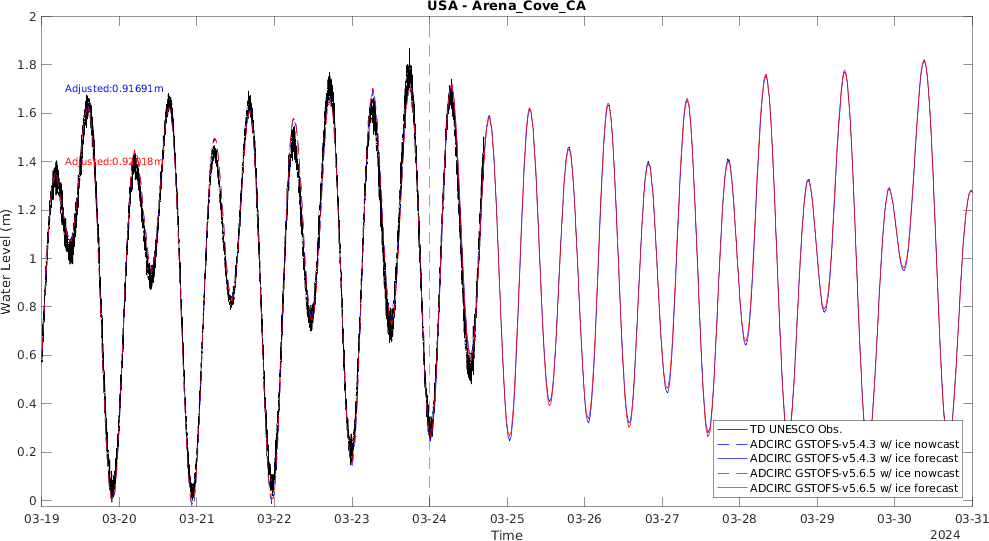 USA - Arena_Cove_CA
2
1.8
1.6
1.4
1.2
1
0.8
0.6
0.4
0.2
0
Water Level (m)
Adjusted:0.91691m
Adjusted:0.92018m
TD UNESCO Obs.
ADCIRC GSTOFS-v5.4.3 w/ ice nowcast
ADCIRC GSTOFS-v5.4.3 w/ ice forecast
ADCIRC GSTOFS-v5.6.5 w/ ice nowcast
ADCIRC GSTOFS-v5.6.5 w/ ice forecast
03-19 03-20 03-21 03-22 03-23 03-24 03-25 03-26 03-27 03-28 03-29 03-30 03-31
Time
2024